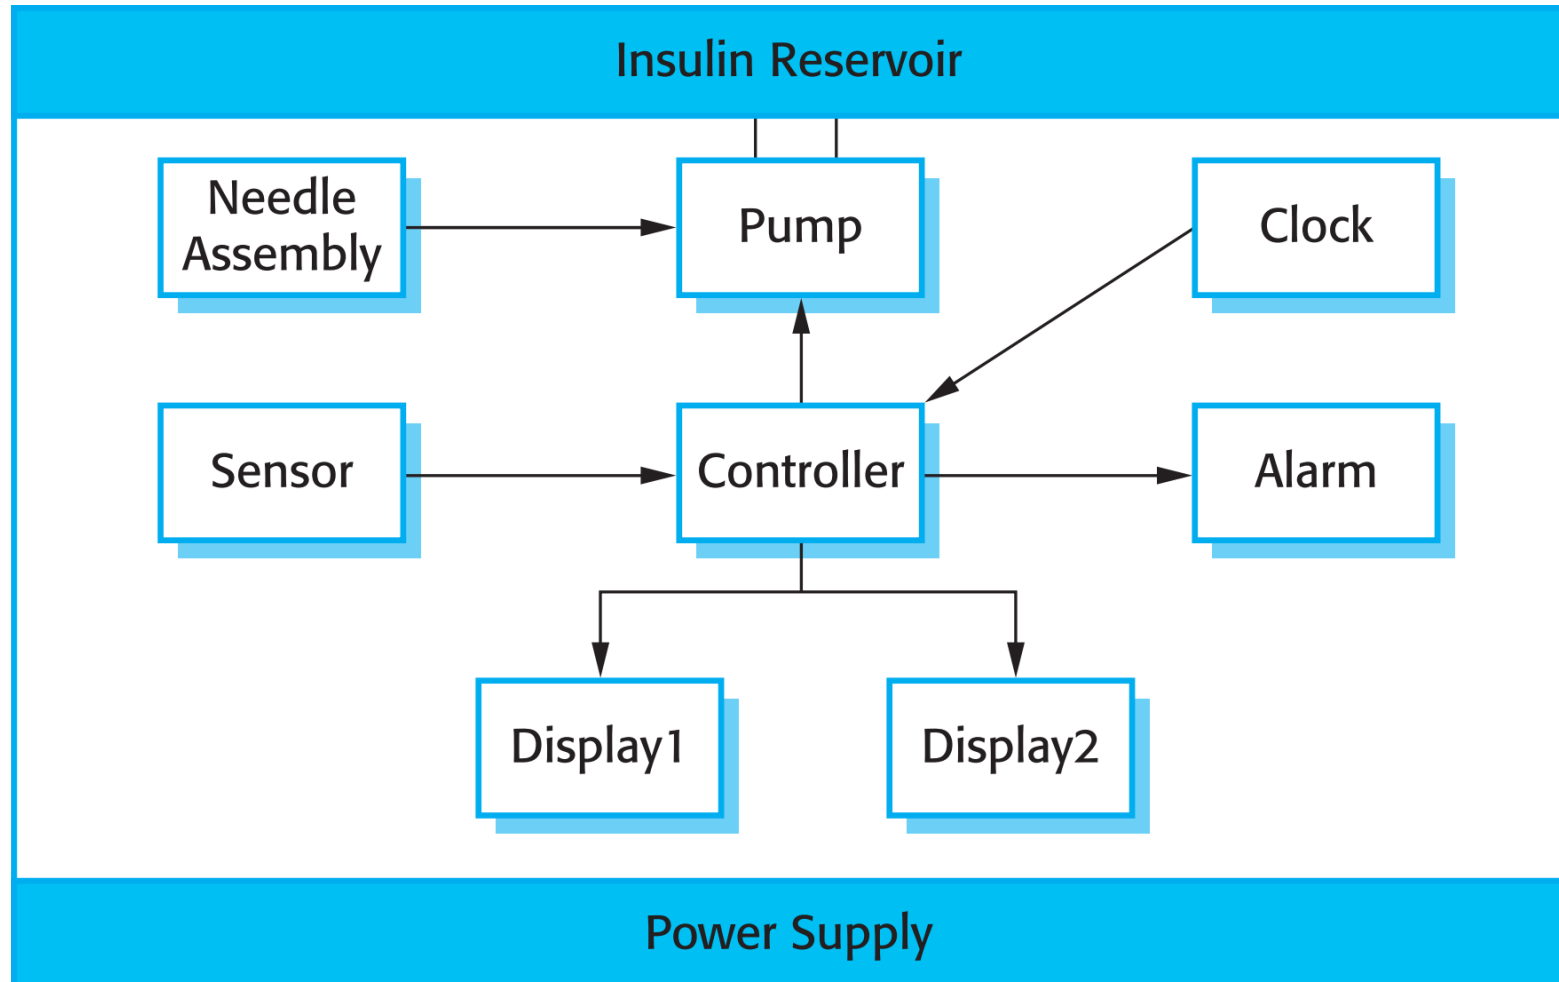 Insulin Reservoir
Needle
Assembly
Pump
Clock
Sensor
Controller
Alarm
Display1
Display2
Power Supply